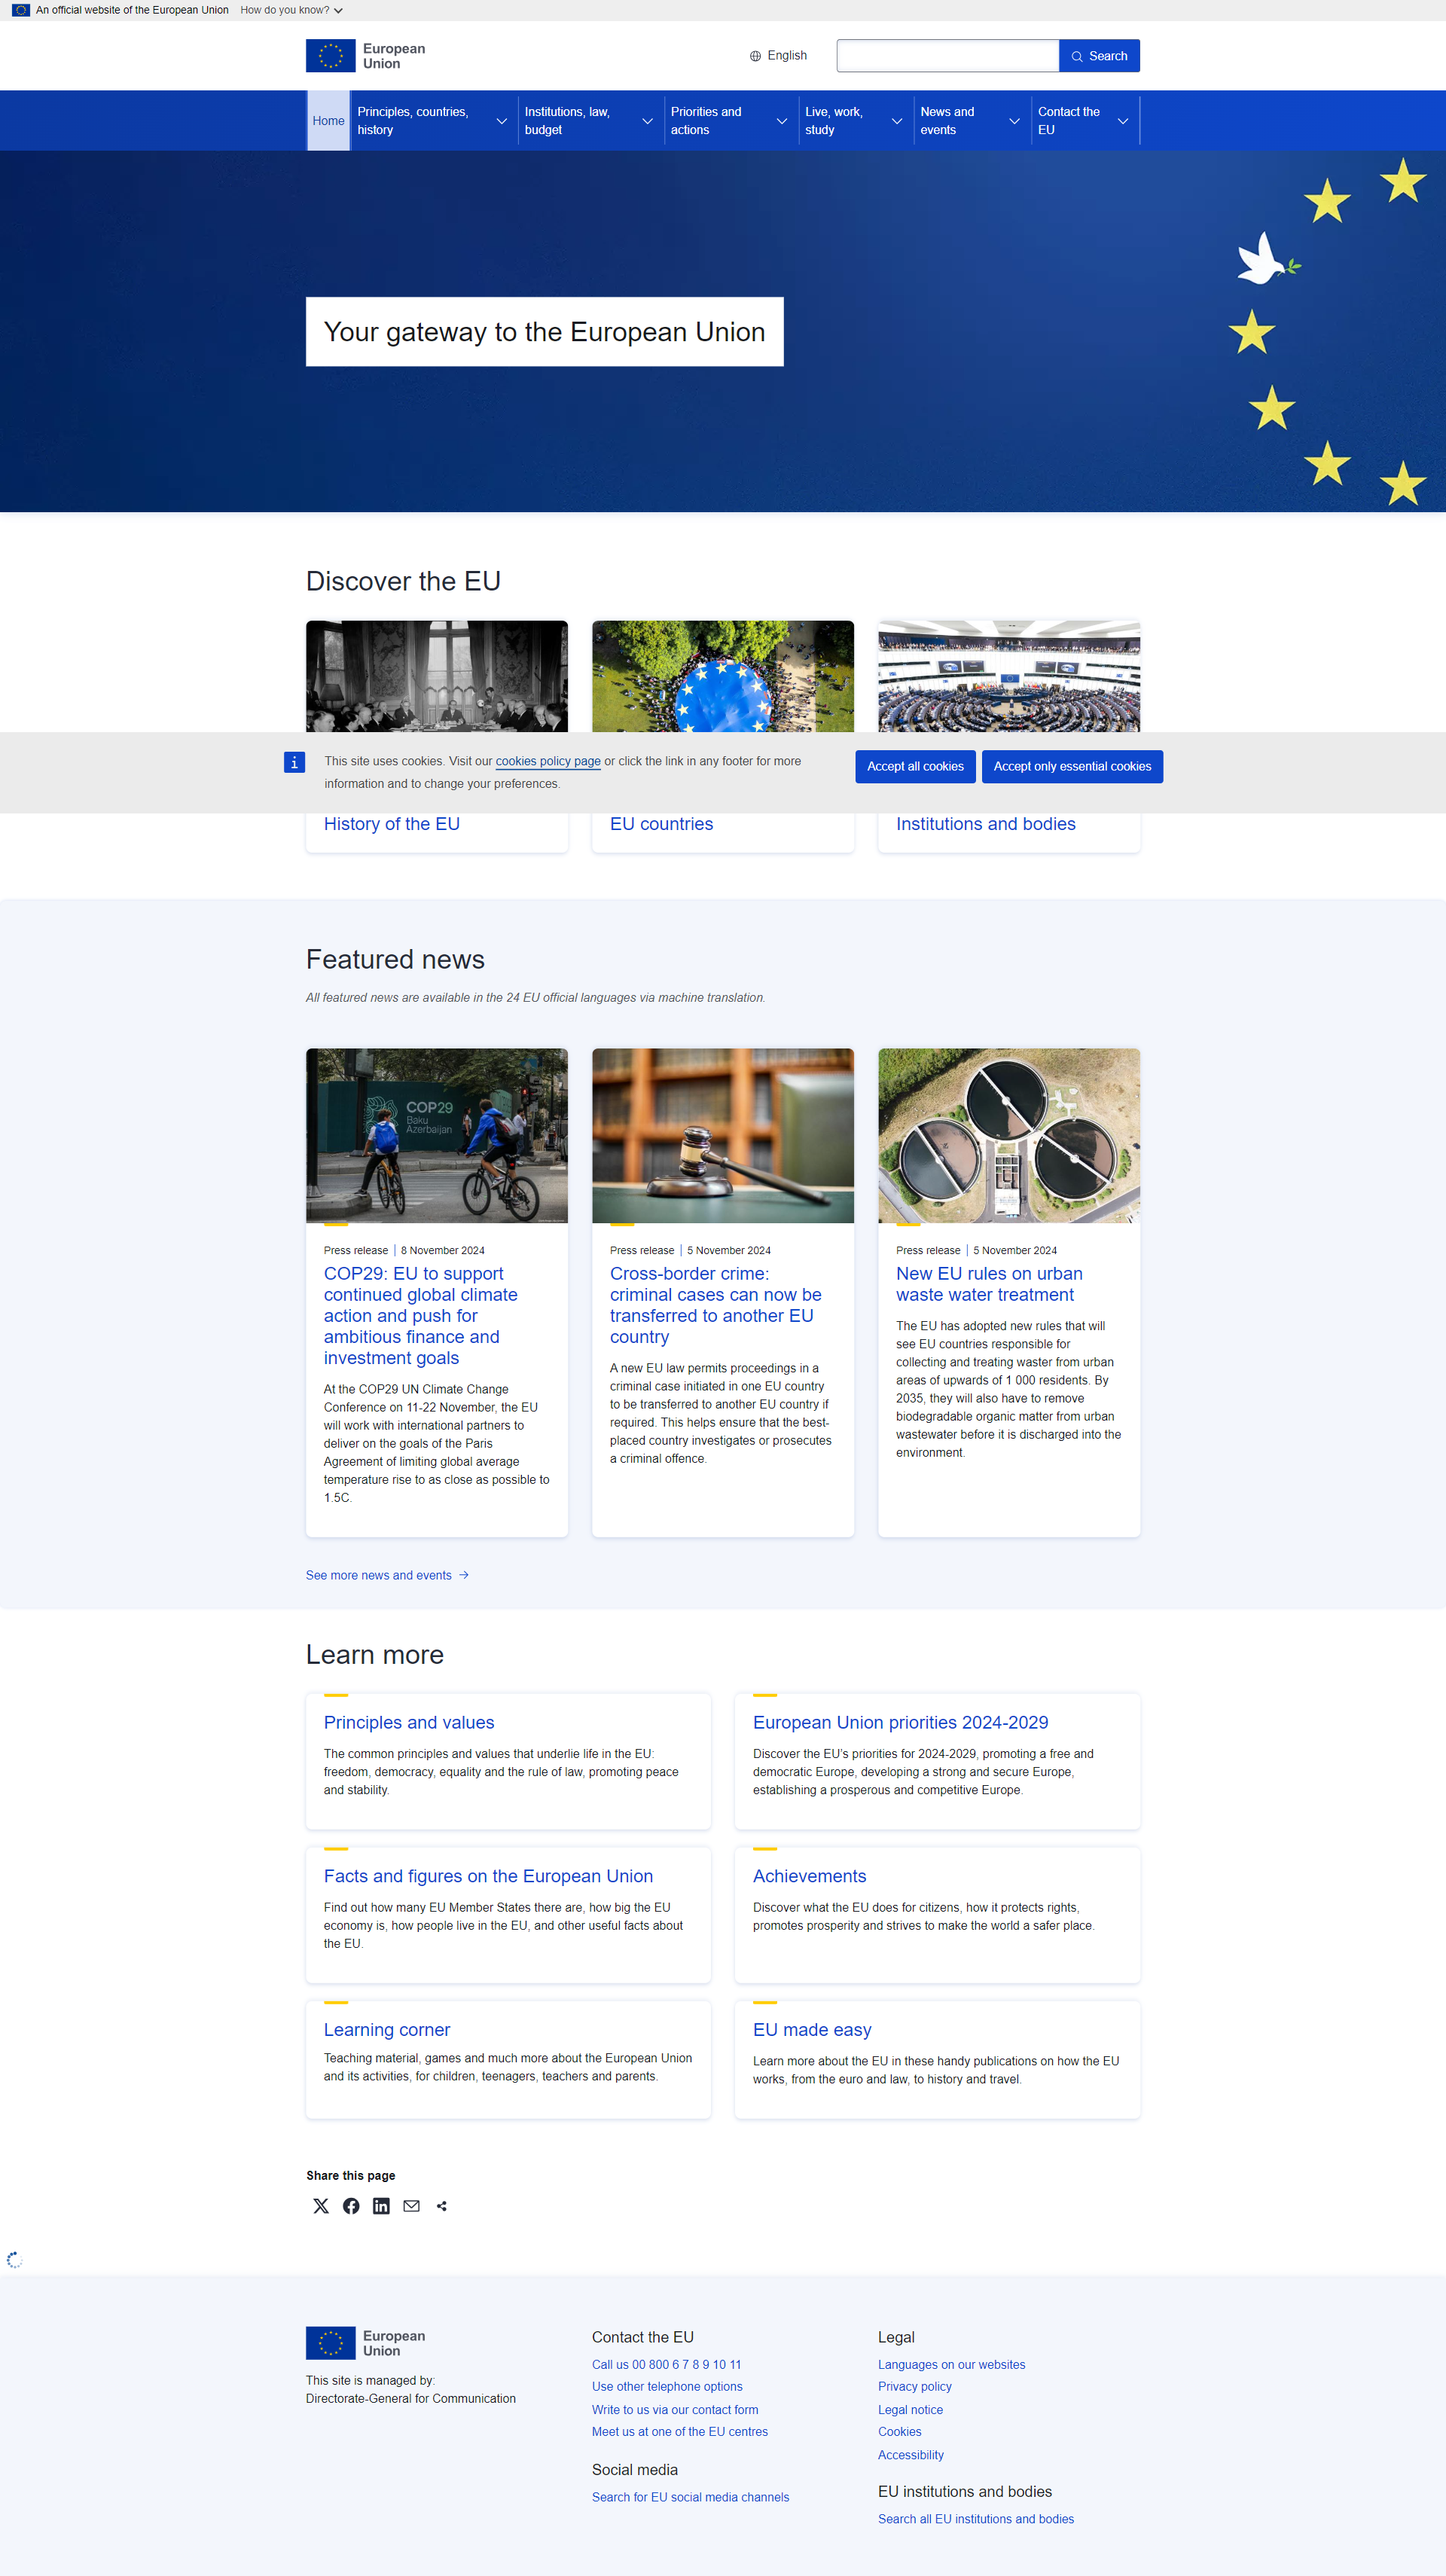 An official website of the European Union How do you know?
European
Union
English
Search
Home
Principles, countries,
history
Institutions, law,
budget
Priorities and
actions
Live, work,
study
News and
events
Contact the
EU
Your gateway to the European Union
Discover the EU
This site uses cookies. Visit our cookies policy page or click the link in any footer for more
information and to change your preferences.
Accept all cookies
Accept only essential cookies
History of the EU
EU countries
Institutions and bodies
Featured news
All featured news are available in the 24 EU official languages via machine translation.
COP29
Baku
Azerbaijan
Press release | 8 November 2024
COP29: EU to support
continued global climate
action and push for
ambitious finance and
investment goals
At the COP29 UN Climate Change
Conference on 11-22 November, the EU
will work with international partners to
deliver on the goals of the Paris
Agreement of limiting global average
temperature rise to as close as possible to
1.5C.
Press release | 5 November 2024
Cross-border crime:
criminal cases can now be
transferred to another EU
country
A new EU law permits proceedings in a
criminal case initiated in one EU country
to be transferred to another EU country if
required. This helps ensure that the best-
placed country investigates or prosecutes
a criminal offence.
Press release | 5 November 2024
New EU rules on urban
waste water treatment
The EU has adopted new rules that will
see EU countries responsible for
collecting and treating waster from urban
areas of upwards of 1 000 residents. By
2035, they will also have to remove
biodegradable organic matter from urban
wastewater before it is discharged into the
environment.
See more news and events
Learn more
Principles and values
The common principles and values that underlie life in the EU:
freedom, democracy, equality and the rule of law, promoting peace
and stability.
European Union priorities 2024-2029
Discover the EU’s priorities for 2024-2029, promoting a free and
democratic Europe, developing a strong and secure Europe,
establishing a prosperous and competitive Europe.
Facts and figures on the European Union
Find out how many EU Member States there are, how big the EU
economy is, how people live in the EU, and other useful facts about
the EU.
Achievements
Discover what the EU does for citizens, how it protects rights,
promotes prosperity and strives to make the world a safer place.
Learning corner
Teaching material, games and much more about the European Union
and its activities, for children, teenagers, teachers and parents.
EU made easy
Learn more about the EU in these handy publications on how the EU
works, from the euro and law, to history and travel.
Share this page
European
Union
This site is managed by:
Directorate-General for Communication
Contact the EU
Call us 00 800 6 7 8 9 10 11
Use other telephone options
Write to us via our contact form
Meet us at one of the EU centres
Social media
Search for EU social media channels
Legal
Languages on our websites
Privacy policy
Legal notice
Cookies
Accessibility
EU institutions and bodies
Search all EU institutions and bodies